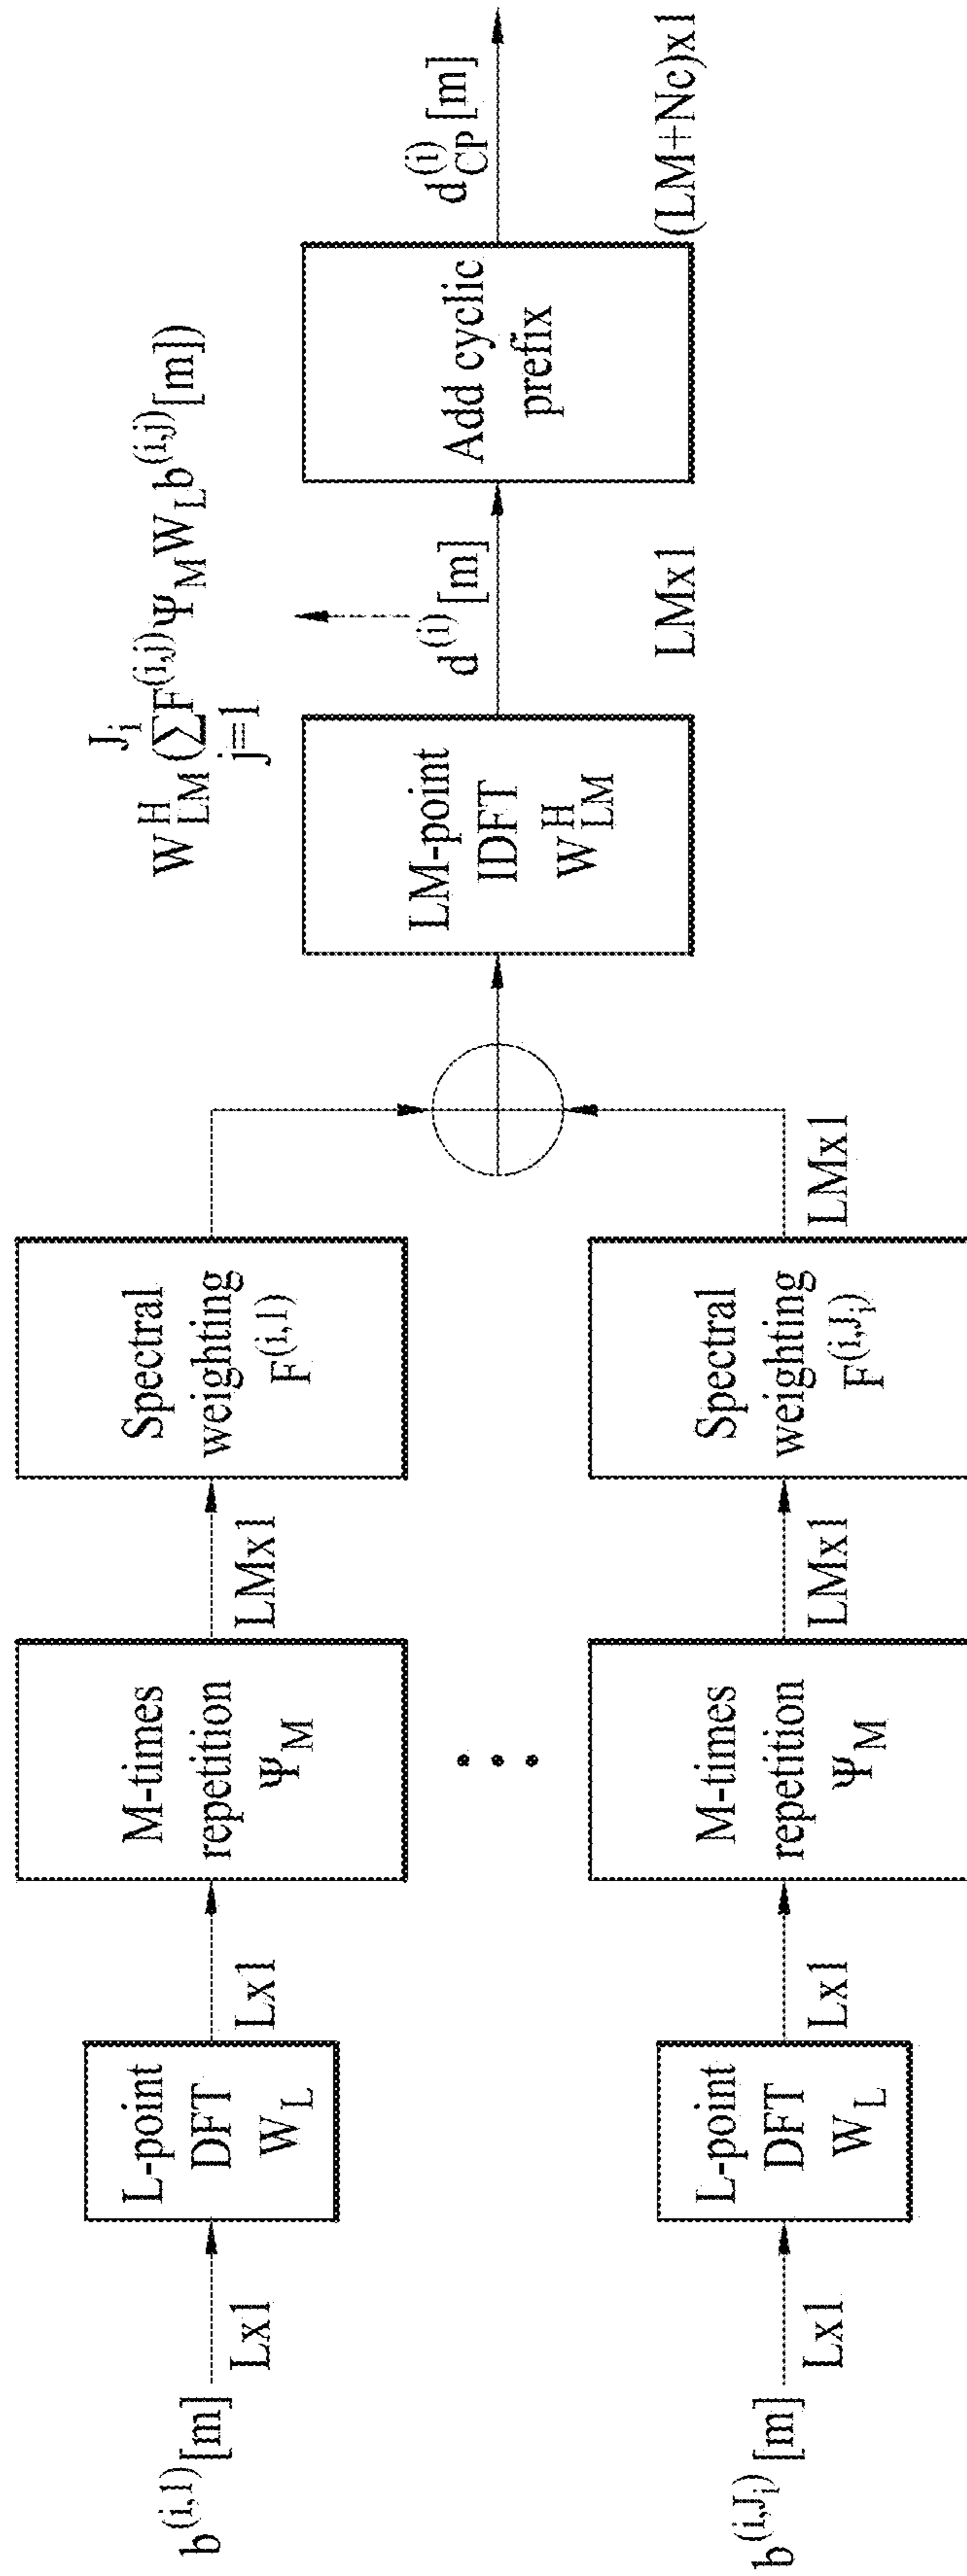 b^(i,1)[m]
Lx1
L-point
DFT
W_L
Lx1
M-times
repetition
Ψ_M
LMx1
Spectral
weighting
F^(i,1)
b^(i,J_i)[m]
Lx1
L-point
DFT
W_L
Lx1
M-times
repetition
Ψ_M
LMx1
Spectral
weighting
F^(i,J_i)
LMx1
LM-point
IDFT
W^H_LM
W^H_LM(∑_{j=1}^{J_i}F^(i,j)Ψ_M W_L b^(i,j)[m])
d^(i)[m]
LMx1
Add cyclic
prefix
d^(i)_CP[m]
(LM+Nc)x1